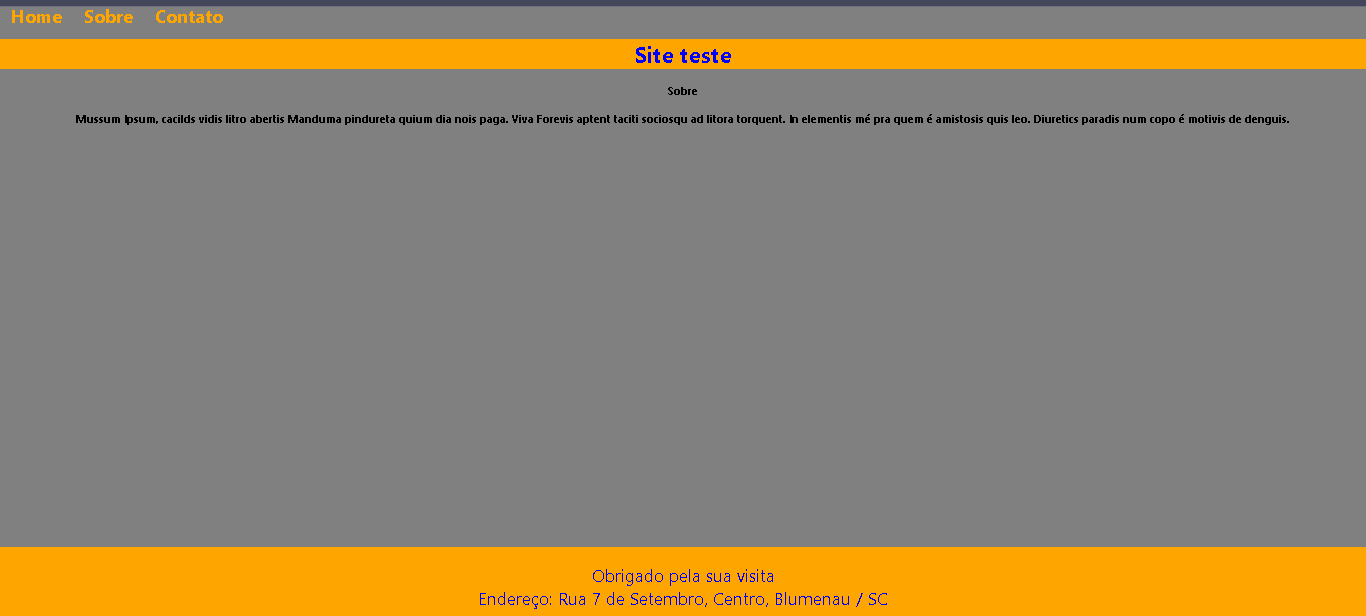 Home Sobre Contato
Site teste
Sobre
Mussum Ipsum, cacilds vidis litro abertis Manduma pindureta quium dia nois paga. Viva Forevis aptent taciti sociosqu ad litora torquent. In elementis mé pra quem é amistosis quis leo. Diuretics paradis num copo é motivis de denguis.
Obrigado pela sua visita
Endereço: Rua 7 de Setembro, Centro, Blumenau / SC